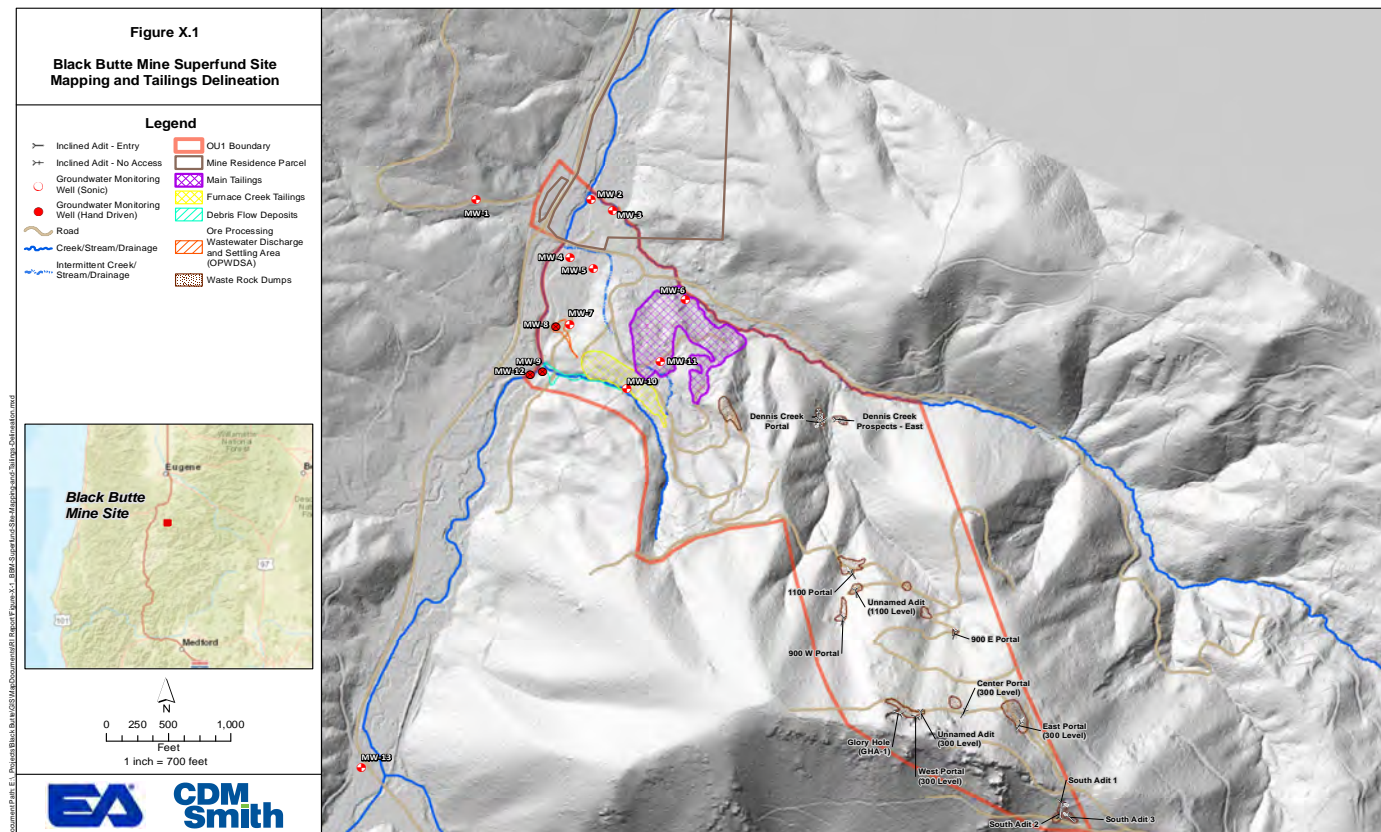 Figure X.1
Black Butte Mine Superfund Site
Mapping and Tailings Delineation
Legend
Inclined Adit - Entry
Inclined Adit - No Access
Groundwater Monitoring
Well (Sonic)
Groundwater Monitoring
Well (Hand Driven)
Road
Creek/Stream/Drainage
Intermittent Creek/
Stream/Drainage
OU1 Boundary
Mine Residence Parcel
Main Tailings
Furnace Creek Tailings
Debris Flow Deposits
Ore Processing
Wastewater Discharge
and Settling Area
(OPWDSA)
Waste Rock Dumps
Willamette
National
Forest
Eugene
Black Butte
Mine Site
97
101
Medford
N
0 250 500 1,000
Feet
1 inch = 700 feet
EA
CDM
Smith
MW-1
MW-2
MW-3
MW-4
MW-5
MW-6
MW-7
MW-8
MW-9
MW-12
MW-11
MW-10
Dennis Creek
Portal
Dennis Creek
Prospects - East
1100 Portal
Unnamed Adit
(1100 Level)
900 W Portal
900 E Portal
Center Portal
(300 Level)
East Portal
(300 Level)
Glory Hole
(GHA-1)
Unnamed Adit
(300 Level)
West Portal
(300 Level)
South Adit 1
South Adit 2
South Adit 3
MW-13